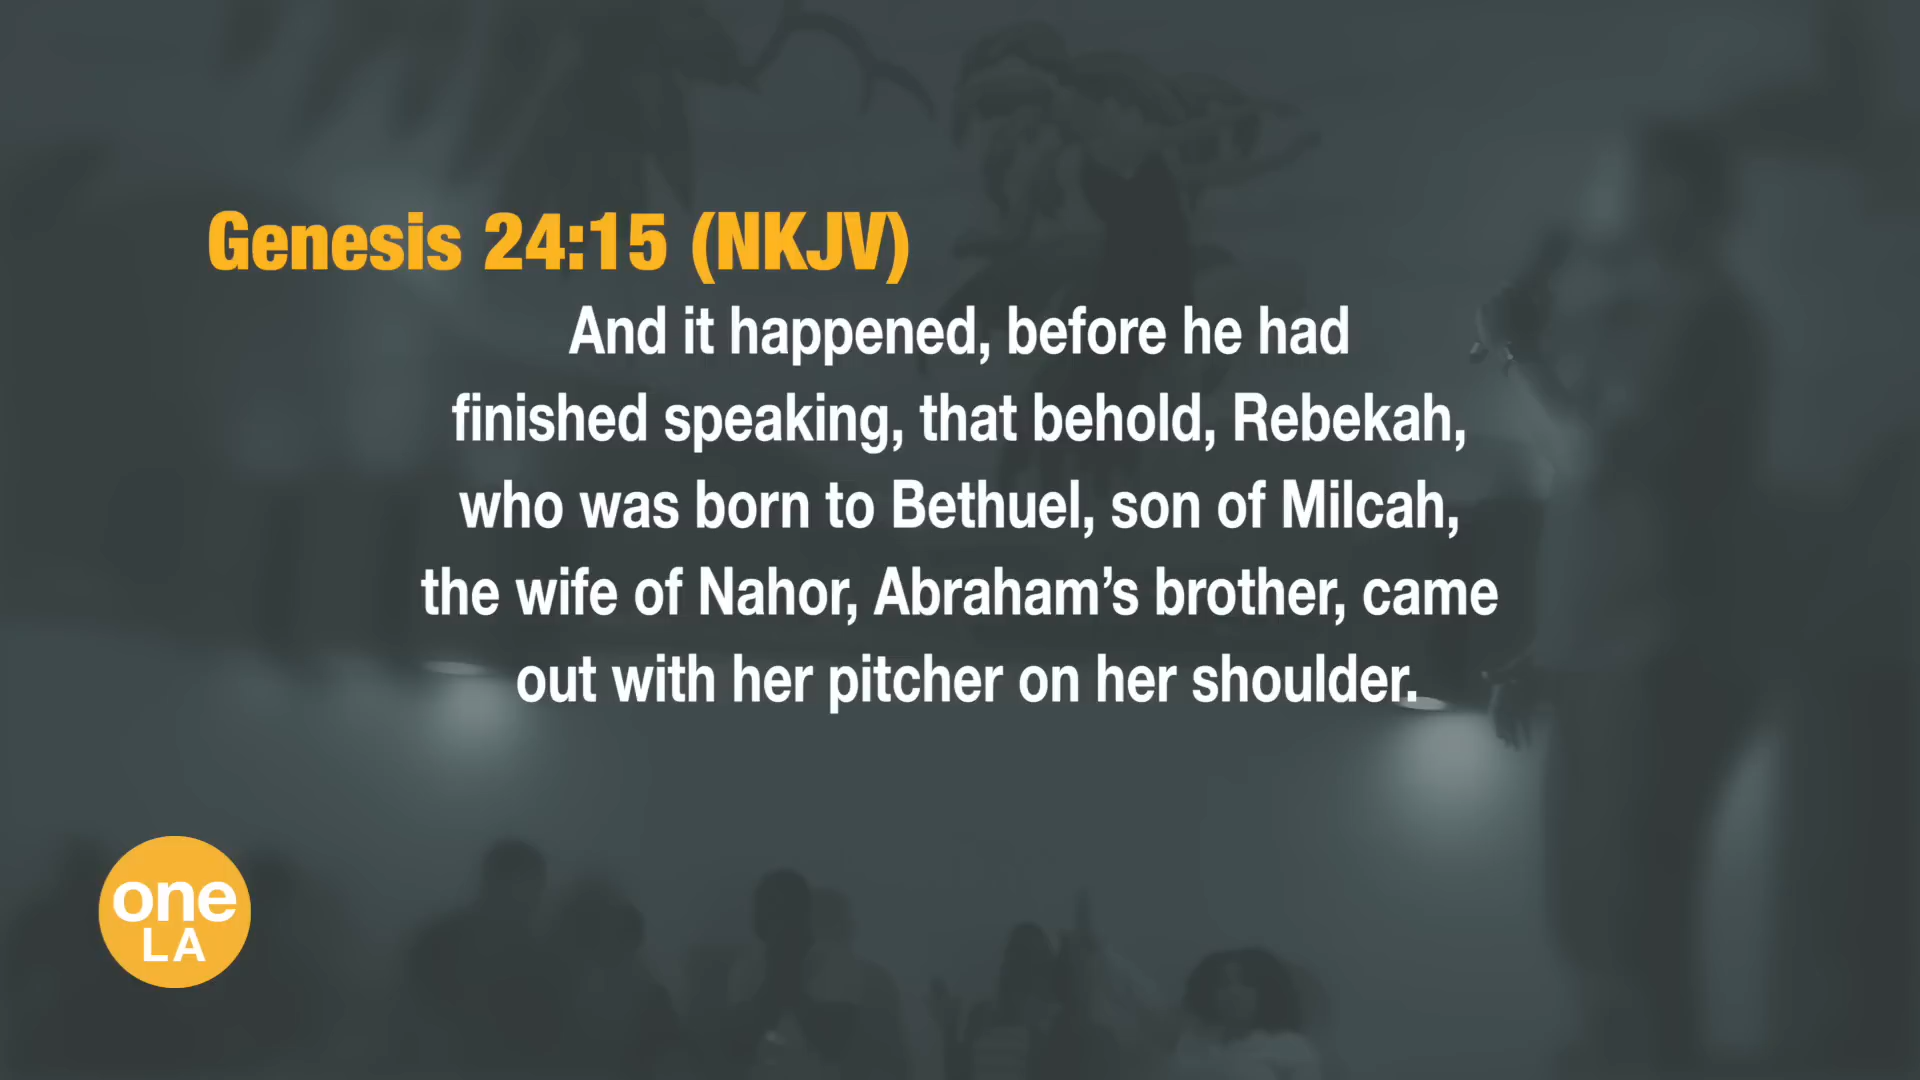 Genesis 24:15 (NKJV)
And it happened, before he had
finished speaking, that behold, Rebekah,
who was born to Bethuel, son of Milcah,
the wife of Nahor, Abraham’s brother, came
out with her pitcher on her shoulder.
one
LA